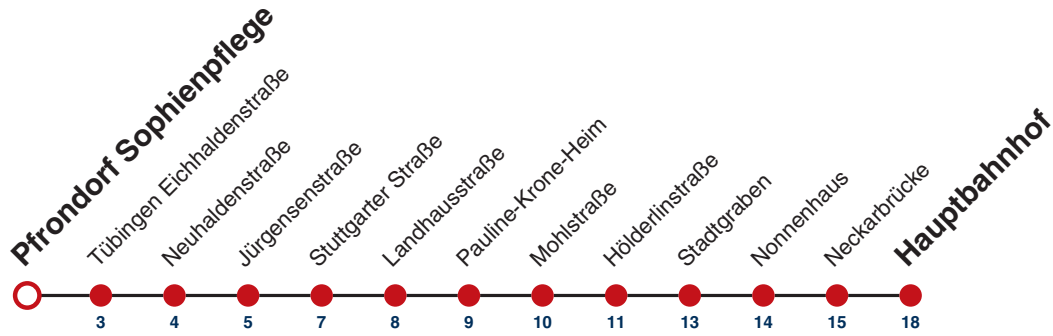 Pfrondorf Sophienpflege
Tübingen Eichhaldenstraße
Neuhaldenstraße
Jürgensenstraße
Stuttgarter Straße
Landhausstraße
Pauline-Krone-Heim
Mohlstraße
Hölderlinstraße
Stadtgraben
Nonnenhaus
Neckarbrücke
Hauptbahnhof
3 4 5 7 8 9 10 11 13 14 15 18